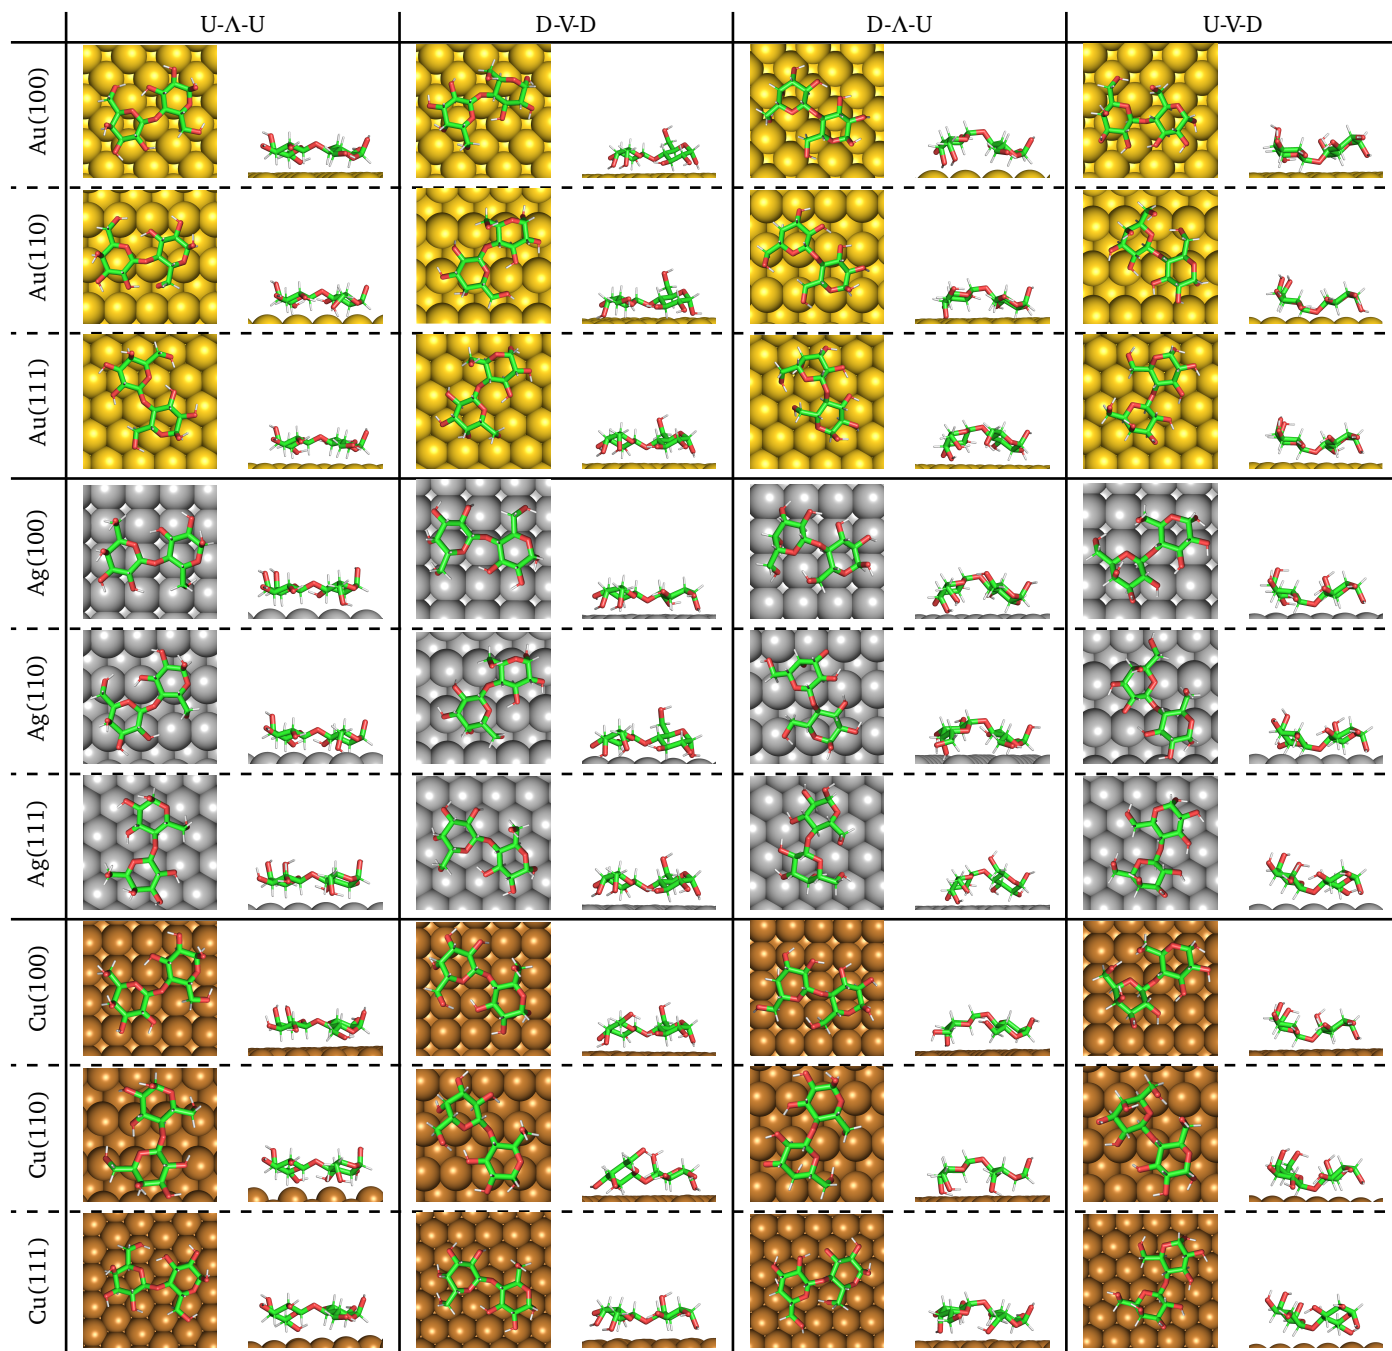 U-Λ-U D-V-D D-Λ-U U-V-D
Au(100)
Au(110)
Au(111)
Ag(100)
Ag(110)
Ag(111)
Cu(100)
Cu(110)
Cu(111)